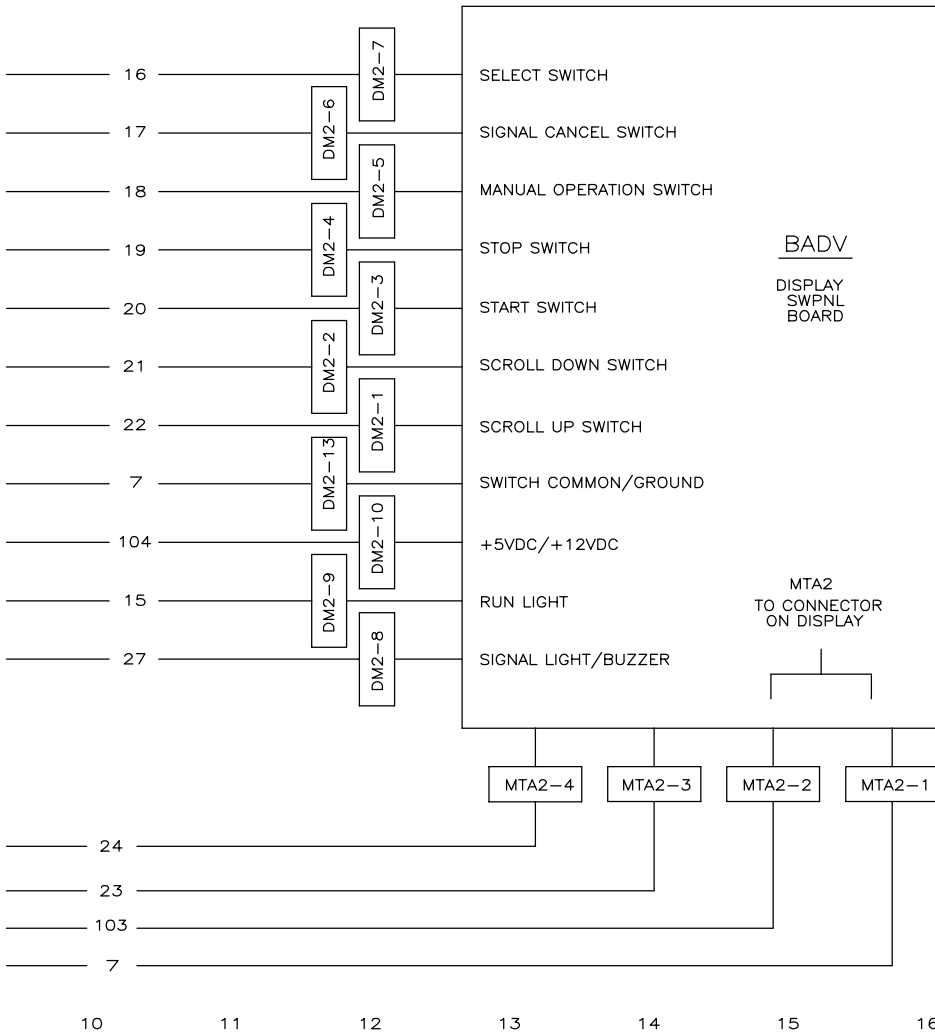 16 DM2-7 SELECT SWITCH
17 DM2-6 SIGNAL CANCEL SWITCH
18 DM2-5 MANUAL OPERATION SWITCH
19 DM2-4 STOP SWITCH
20 DM2-3 START SWITCH
21 DM2-2 SCROLL DOWN SWITCH
22 DM2-1 SCROLL UP SWITCH
7 DM2-13 SWITCH COMMON/GROUND
104 DM2-10 +5VDC/+12VDC
15 DM2-9 RUN LIGHT
27 DM2-8 SIGNAL LIGHT/BUZZER
BADV
DISPLAY
SWPNL
BOARD
MTA2
TO CONNECTOR
ON DISPLAY
MTA2-4 MTA2-3 MTA2-2 MTA2-1
24
23
103
7
10 11 12 13 14 15 16